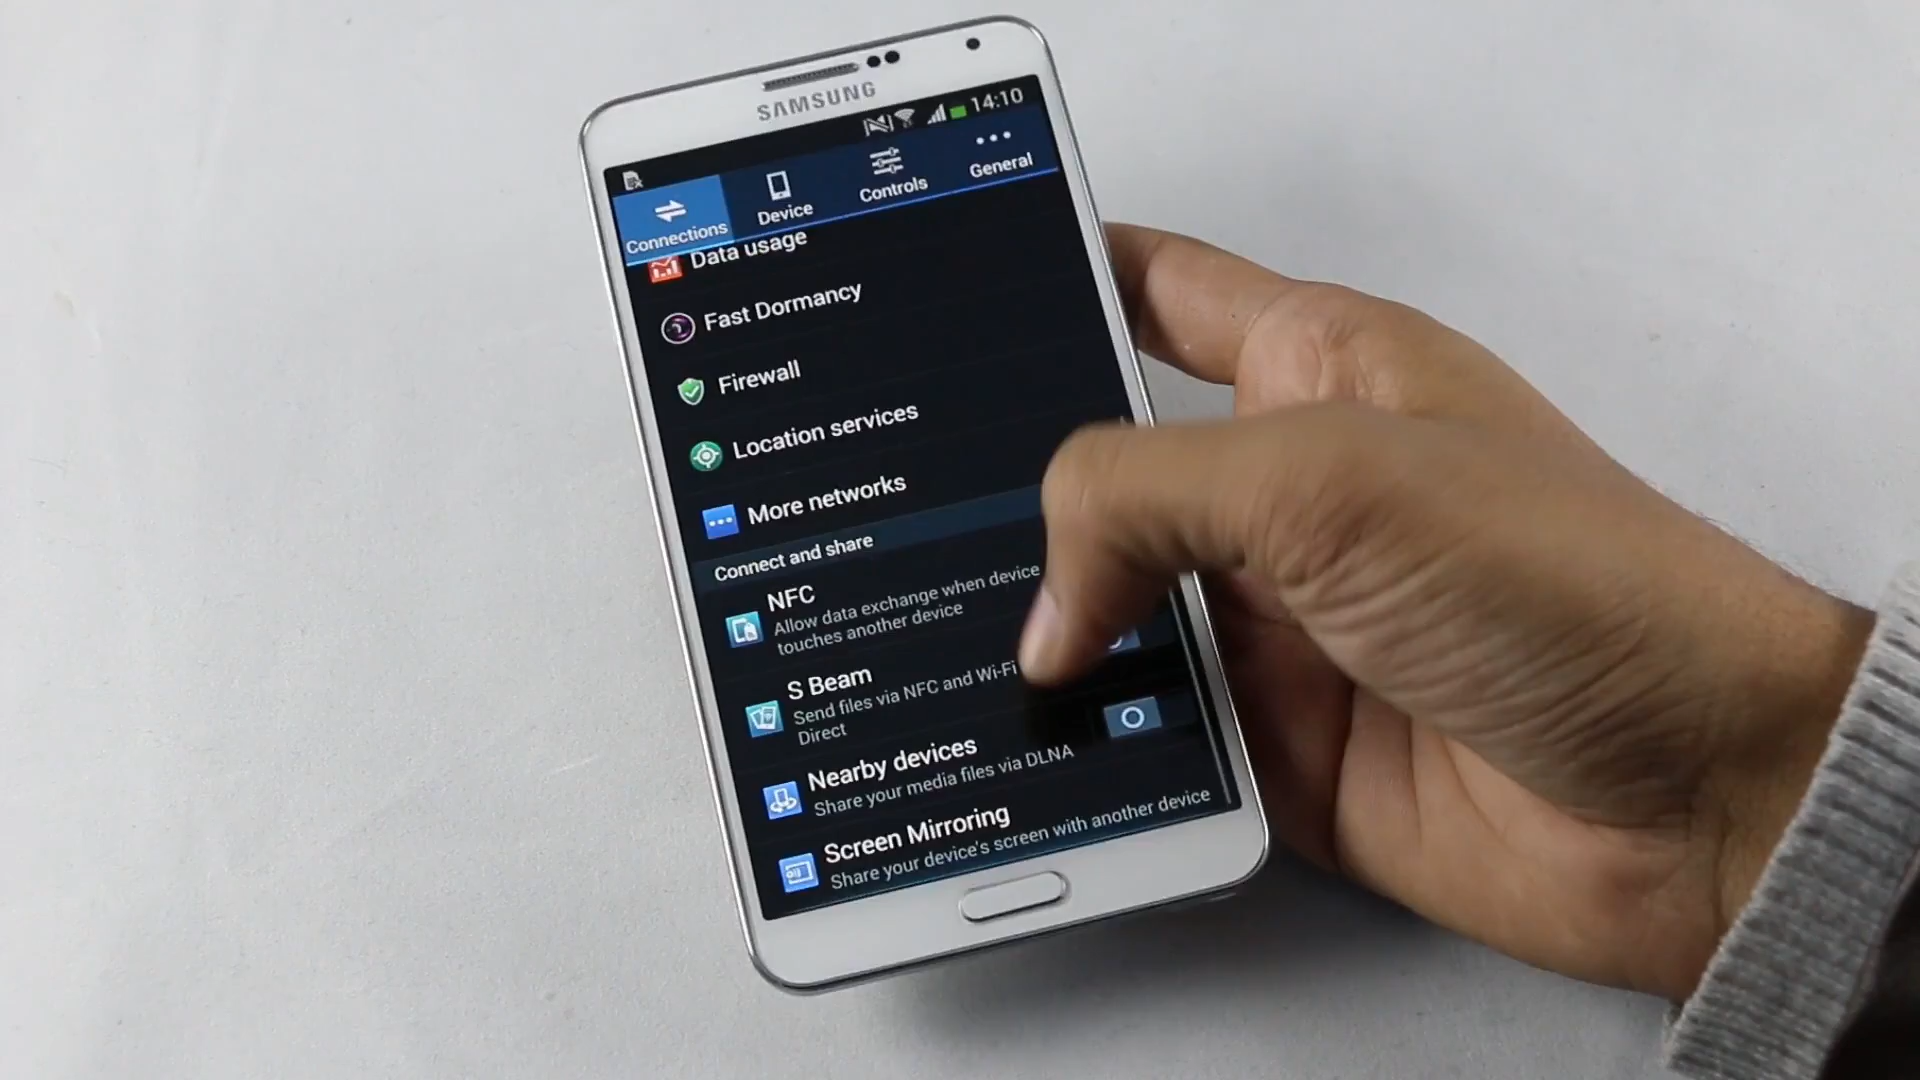 SAMSUNG
14:10
Connections
Device
Controls
General
Data usage
Fast Dormancy
Firewall
Location services
More networks
Connect and share
NFC
Allow data exchange when device
touches another device
S Beam
Send files via NFC and Wi-Fi
Direct
Nearby devices
Share your media files via DLNA
Screen Mirroring
Share your device's screen with another device